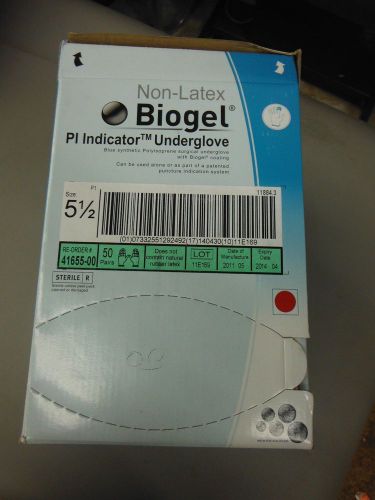 Non-Latex
Biogel®
PI Indicator™ Underglove
Blue synthetic Polyisoprene surgical underglove
with Biogel® coating
Can be used alone or as part of a patented
puncture indication system
P1
11884.3
Size
5½
(01)07332551292492(17)140430(10)11E169
RE-ORDER #
41655-00
50
Pairs
Does not
contain natural
rubber latex
LOT
11E169
Date of
Manufacture
2011 05
Expiry
Date
2014 04
STERILE R